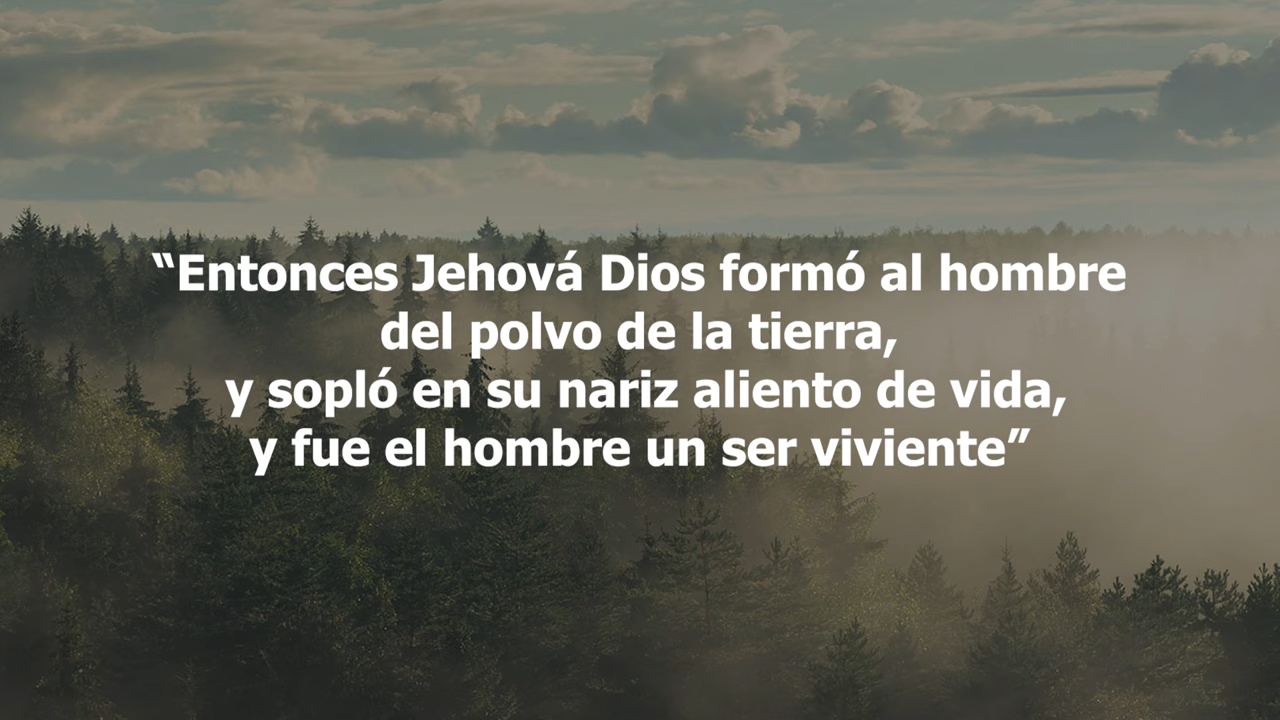 “Entonces Jehová Dios formó al hombre
del polvo de la tierra,
y sopló en su nariz aliento de vida,
y fue el hombre un ser viviente”